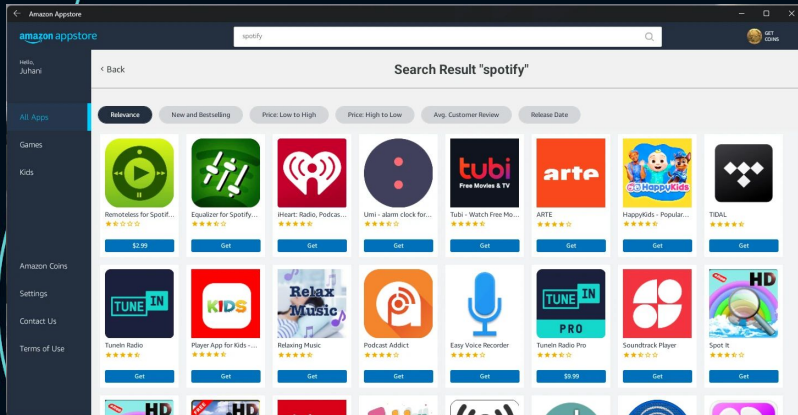 Amazon Appstore
amazon appstore
spotify
GET
COINS
Hello,
Juhani
All Apps
Games
Kids
Amazon Coins
Settings
Contact Us
Terms of Use
‹ Back
Search Result "spotify"
Relevance
New and Bestselling
Price: Low to High
Price: High to Low
Avg. Customer Review
Release Date
tubi
Free Movies & TV
arte
HappyKids
Remoteless for Spotif...
Equalizer for Spotify...
iHeart: Radio, Podcas...
Umi - alarm clock for...
Tubi - Watch Free Mo...
ARTE
HappyKids - Popular...
TIDAL
$2.99
Get
Get
Get
Get
Get
Get
Get
TUNE IN
KIDS
Relax
Music
TUNE IN
PRO
HD
TuneIn Radio
Player App for Kids - ...
Relaxing Music
Podcast Addict
Easy Voice Recorder
TuneIn Radio Pro
Soundtrack Player
Spot It
Get
Get
Get
Get
Get
$9.99
Get
Get
HD
FREE
HD